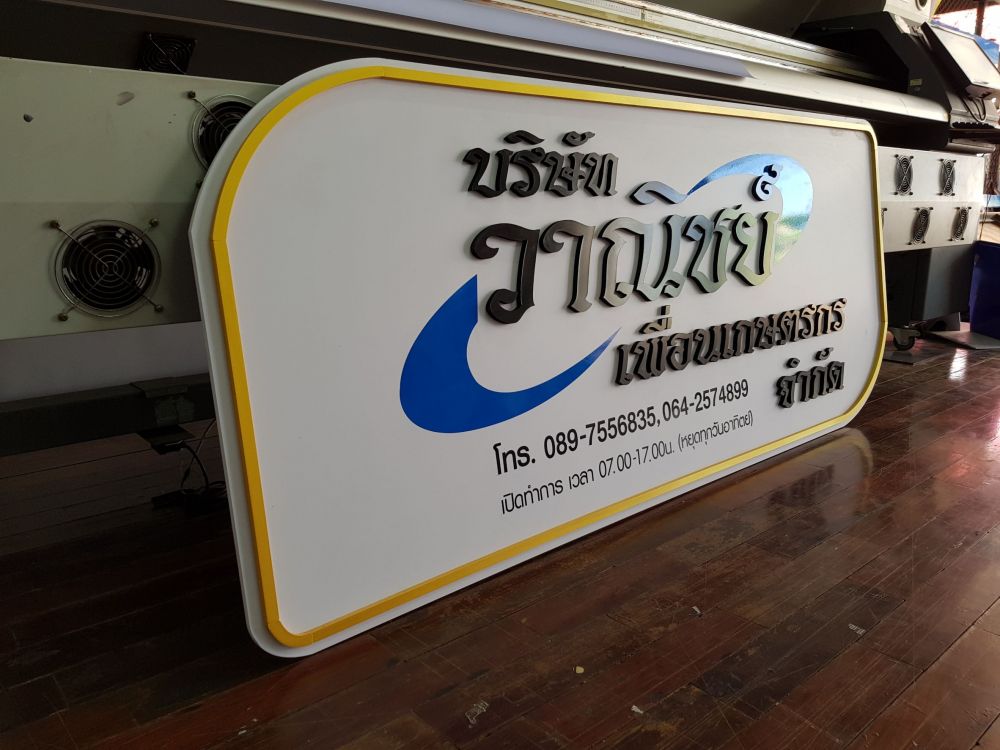 บริษัท
วาณิชย์
เพื่อนเกษตรกร
จำกัด
โทร. 089-7556835, 064-2574899
เปิดทำการ เวลา 07.00-17.00น. (หยุดทุกวันอาทิตย์)